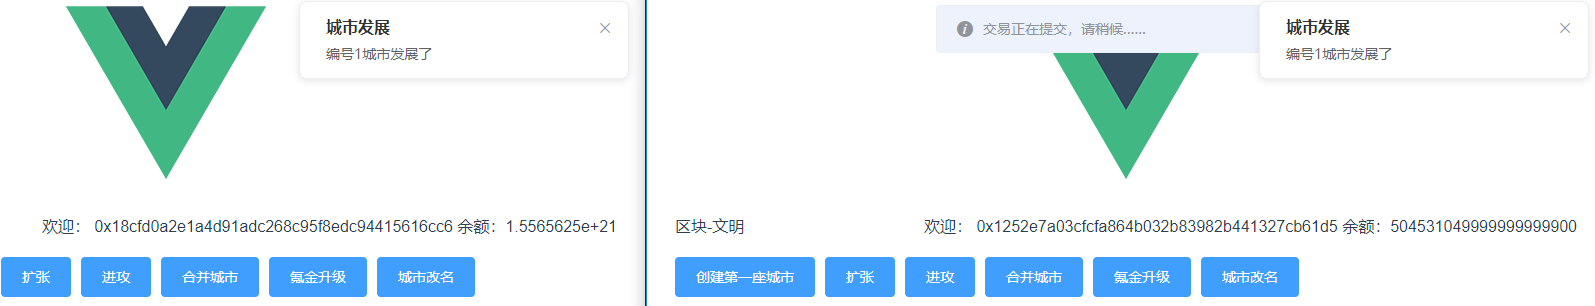 城市发展
编号1城市发展了
欢迎： 0x18cfd0a2e1a4d91adc268c95f8edc94415616cc6 余额：1.5565625e+21
扩张 进攻 合并城市 氪金升级 城市改名
交易正在提交，请稍候......
城市发展
编号1城市发展了
区块-文明 欢迎： 0x1252e7a03cfcfa864b032b83982b441327cb61d5 余额：504531049999999999900
创建第一座城市 扩张 进攻 合并城市 氪金升级 城市改名